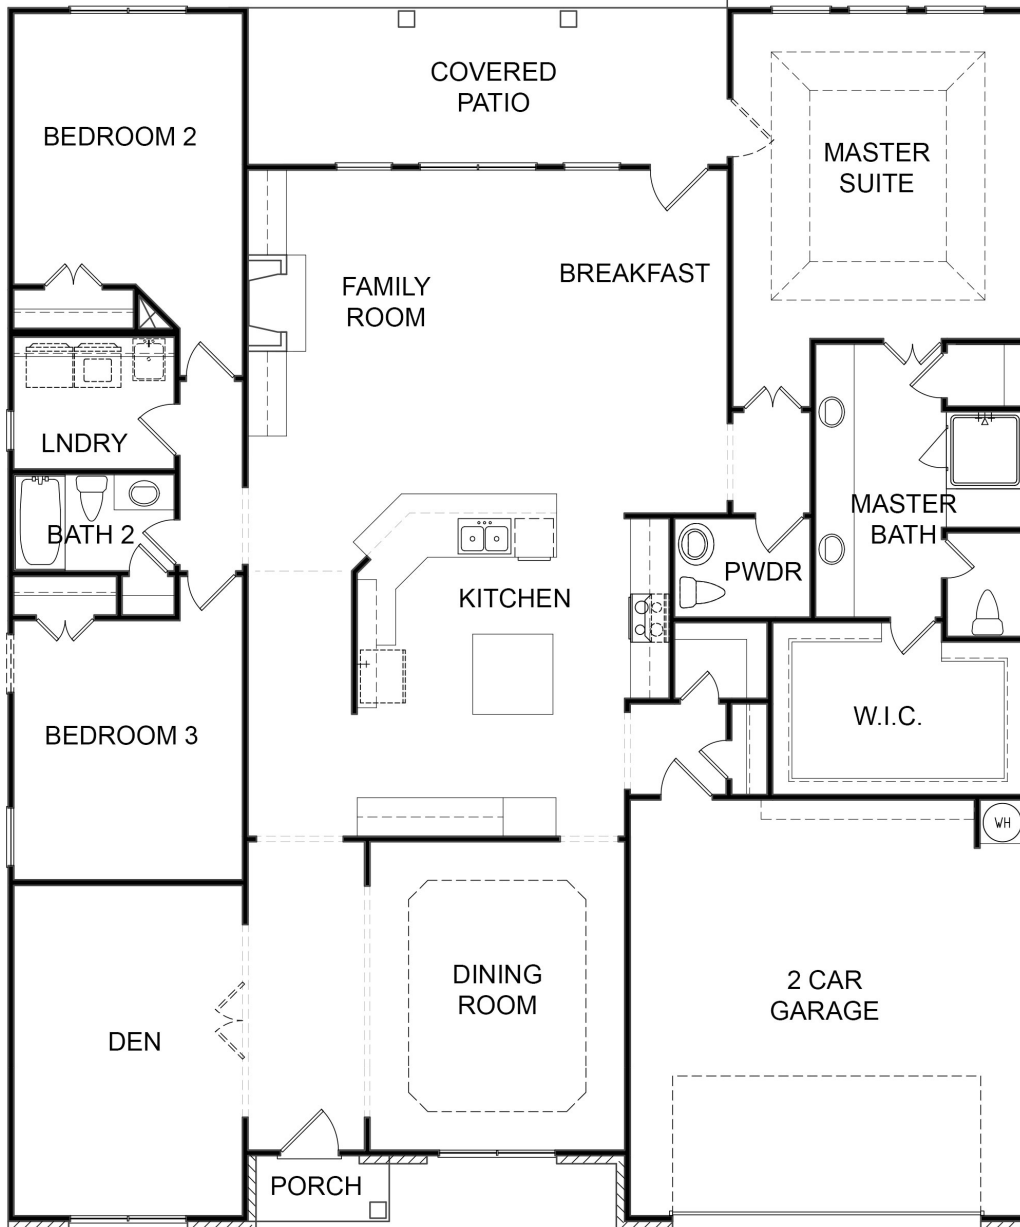 COVERED
PATIO
BEDROOM 2
MASTER
SUITE
FAMILY
ROOM
BREAKFAST
LNDRY
BATH 2
MASTER
BATH
PWDR
KITCHEN
BEDROOM 3
W.I.C.
WH
DINING
ROOM
2 CAR
GARAGE
DEN
PORCH